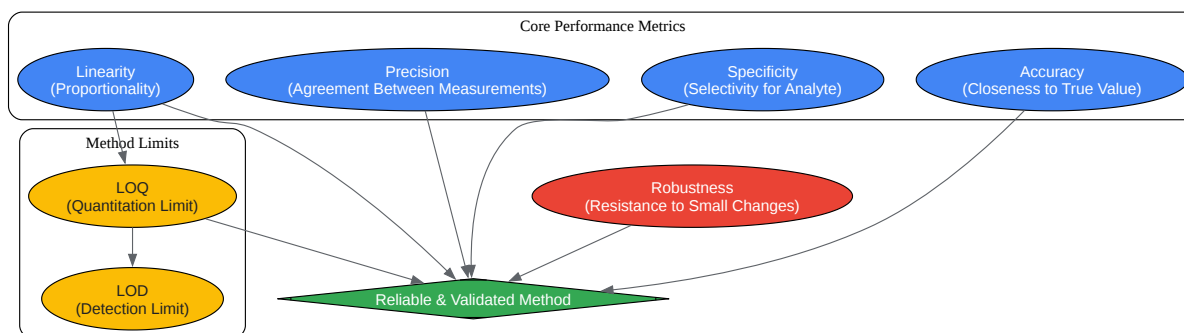 Core Performance Metrics
Linearity
(Proportionality)
Precision
(Agreement Between Measurements)
Specificity
(Selectivity for Analyte)
Accuracy
(Closeness to True Value)
Method Limits
LOQ
(Quantitation Limit)
Robustness
(Resistance to Small Changes)
LOD
(Detection Limit)
Reliable & Validated Method